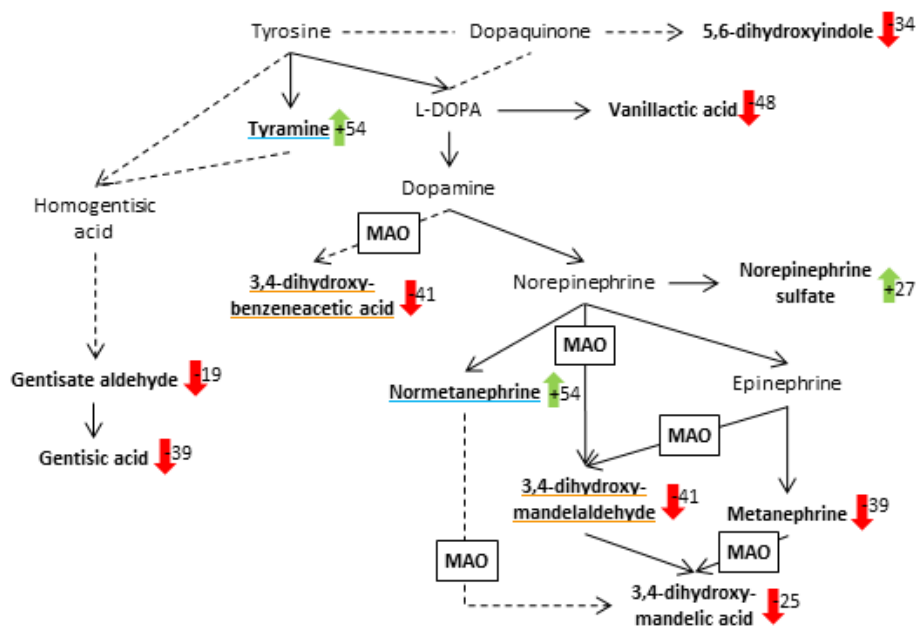 Tyrosine
Dopaquinone
5,6-dihydroxyindole
-34
L-DOPA
Vanillactic acid
-48
Tyramine
+54
Dopamine
Homogentisic
acid
MAO
3,4-dihydroxy-
benzeneacetic acid
-41
Norepinephrine
Norepinephrine
sulfate
+27
MAO
Gentisate aldehyde
-19
Normetanephrine
+54
Epinephrine
MAO
Gentisic acid
-39
3,4-dihydroxy-
mandelaldehyde
-41
Metanephrine
-39
MAO
MAO
3,4-dihydroxy-
mandelic acid
-25